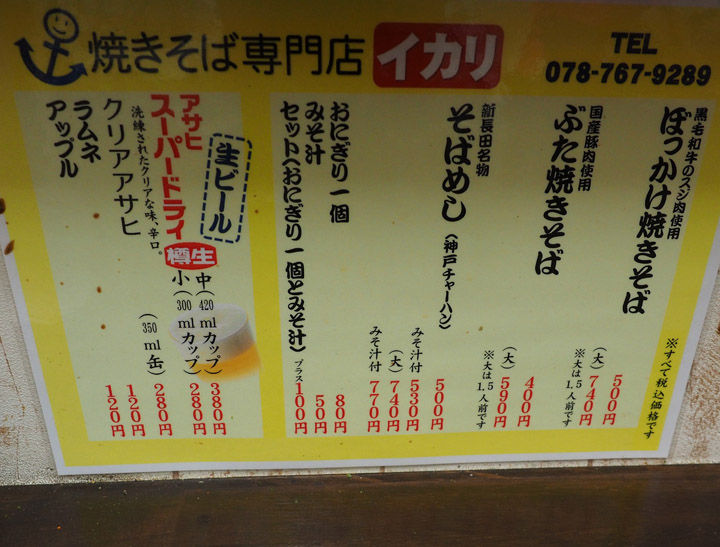 焼きそば専門店 イカリ
TEL
078-767-9289
※すべて税込価格です
黒毛和牛のスジ肉使用
ぼっかけ焼きそば 500円
(大) 740円
※大は1.5人前です
国産豚肉使用
ぶた焼きそば 400円
(大) 590円
※大は1.5人前です
新長田名物
そばめし(神戸チャーハン) 500円
みそ汁付 530円
(大) 740円
みそ汁付 770円
おにぎり一個 80円
みそ汁 50円
セット(おにぎり一個とみそ汁) プラス100円
生ビール
アサヒ
スーパードライ
樽生
洗練されたクリアな味、辛口。
中(420mlカップ) 380円
小(300mlカップ) 280円
クリアアサヒ (350ml缶) 280円
ラムネ 120円
アップル 120円